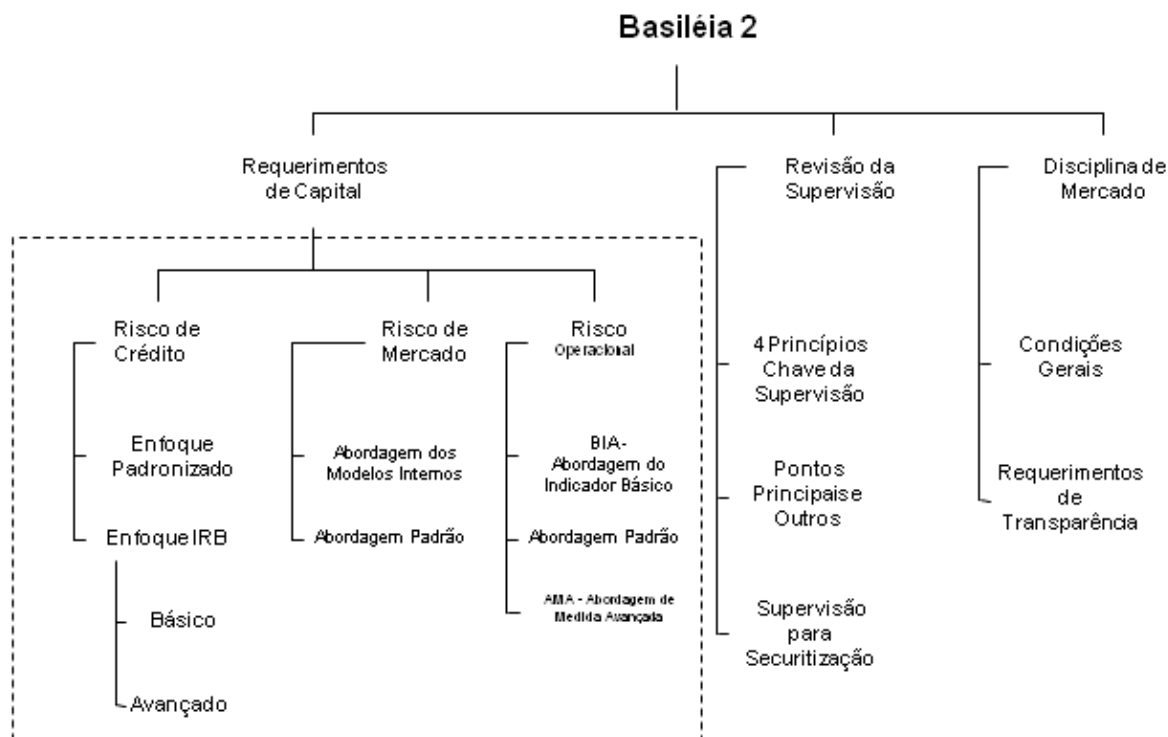 Basiléia 2
Requerimentos
de Capital
Revisão da
Supervisão
Disciplina de
Mercado
Risco de
Crédito
Risco de
Mercado
Risco
Operacional
4 Princípios
Chave da
Supervisão
Condições
Gerais
Enfoque
Padronizado
Abordagem dos
Modelos Internos
BIA-
Abordagem do
Indicador Básico
Pontos
Principais e
Outros
Requerimentos
de
Transparência
Enfoque IRB
Abordagem Padrão
Abordagem Padrão
Básico
AMA - Abordagem de
Medida Avançada
Supervisão
para
Securitização
Avançado